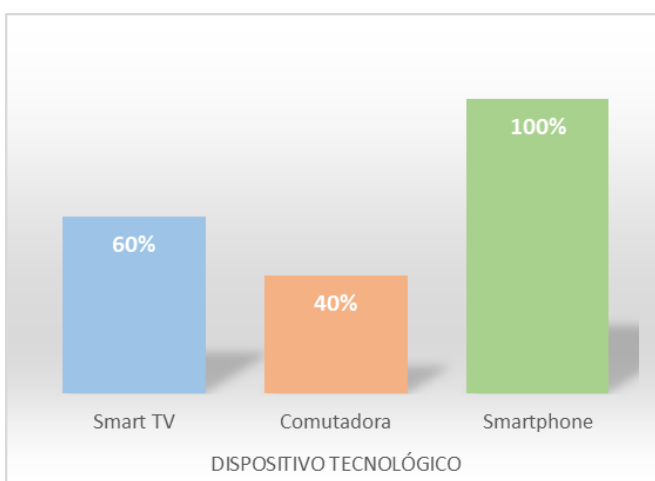 100%
60%
40%
Smart TV Comutadora Smartphone
DISPOSITIVO TECNOLÓGICO